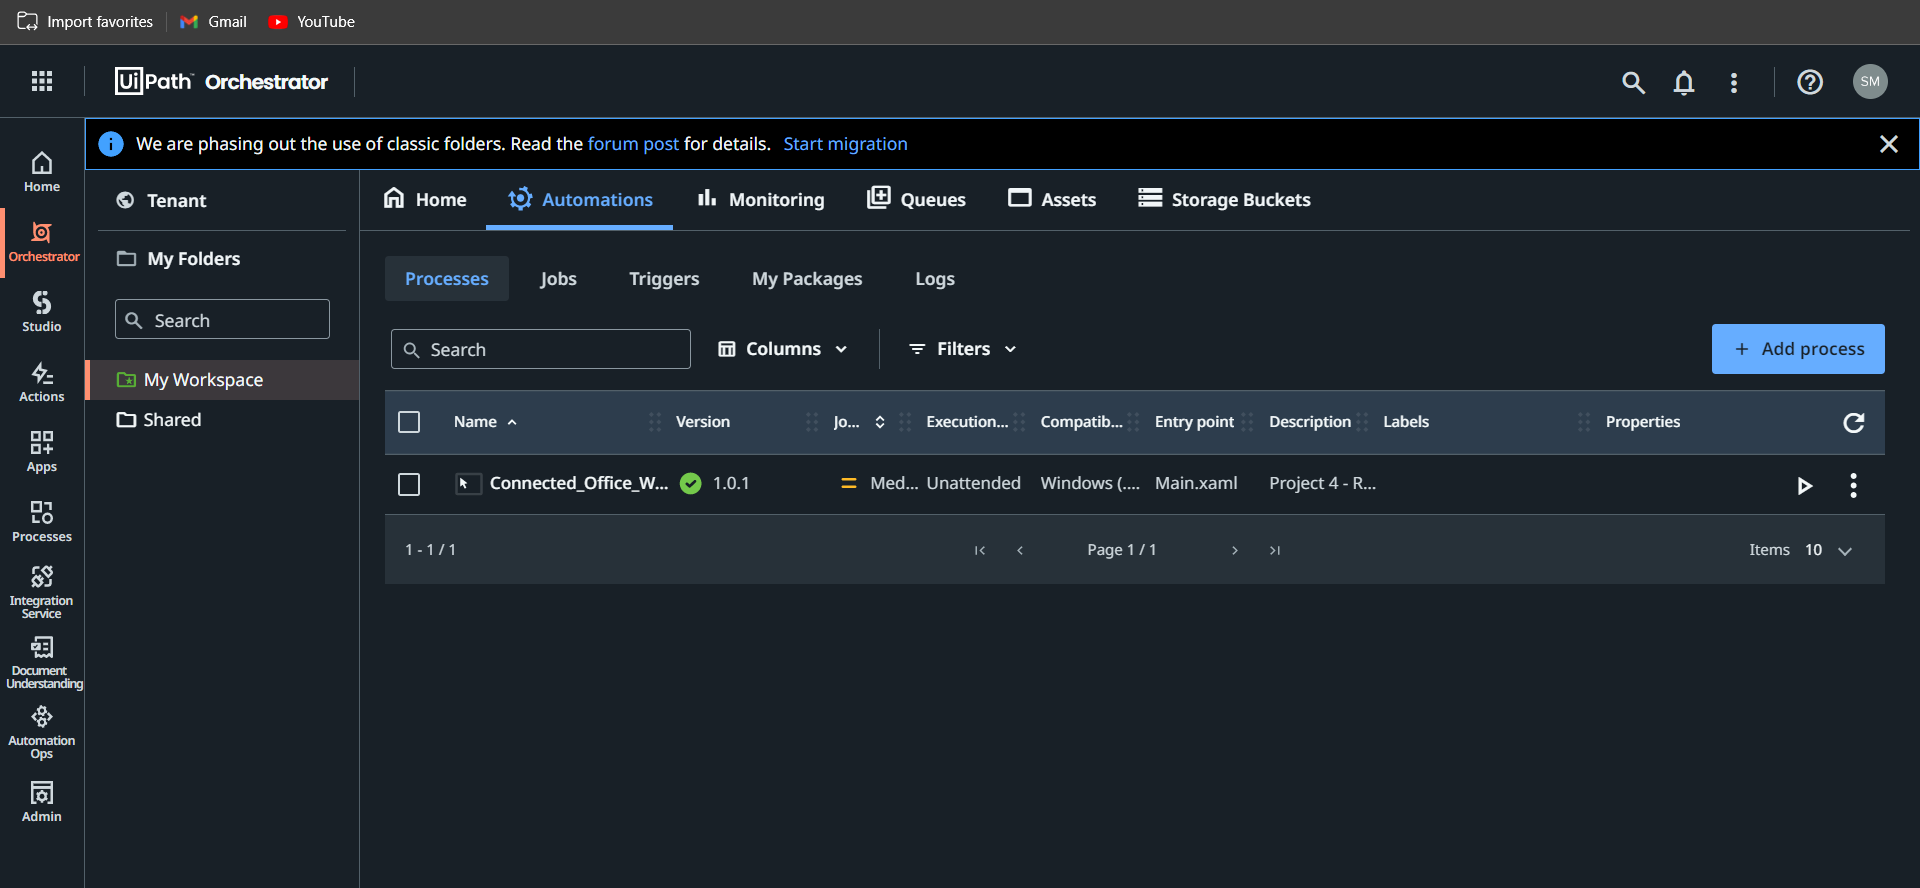 Import favorites
Gmail
YouTube
UiPath™ Orchestrator
SM
We are phasing out the use of classic folders. Read the forum post for details. Start migration
Home
Orchestrator
Studio
Actions
Apps
Processes
Integration
Service
Document
Understanding
Automation
Ops
Admin
Tenant
My Folders
Search
My Workspace
Shared
Home
Automations
Monitoring
Queues
Assets
Storage Buckets
Processes
Jobs
Triggers
My Packages
Logs
Search
Columns
Filters
+ Add process
Name Version Jo... Execution... Compatib... Entry point Description Labels Properties
Connected_Office_W... 1.0.1 Med... Unattended Windows (.... Main.xaml Project 4 - R...
1 - 1 / 1
Page 1 / 1
Items 10